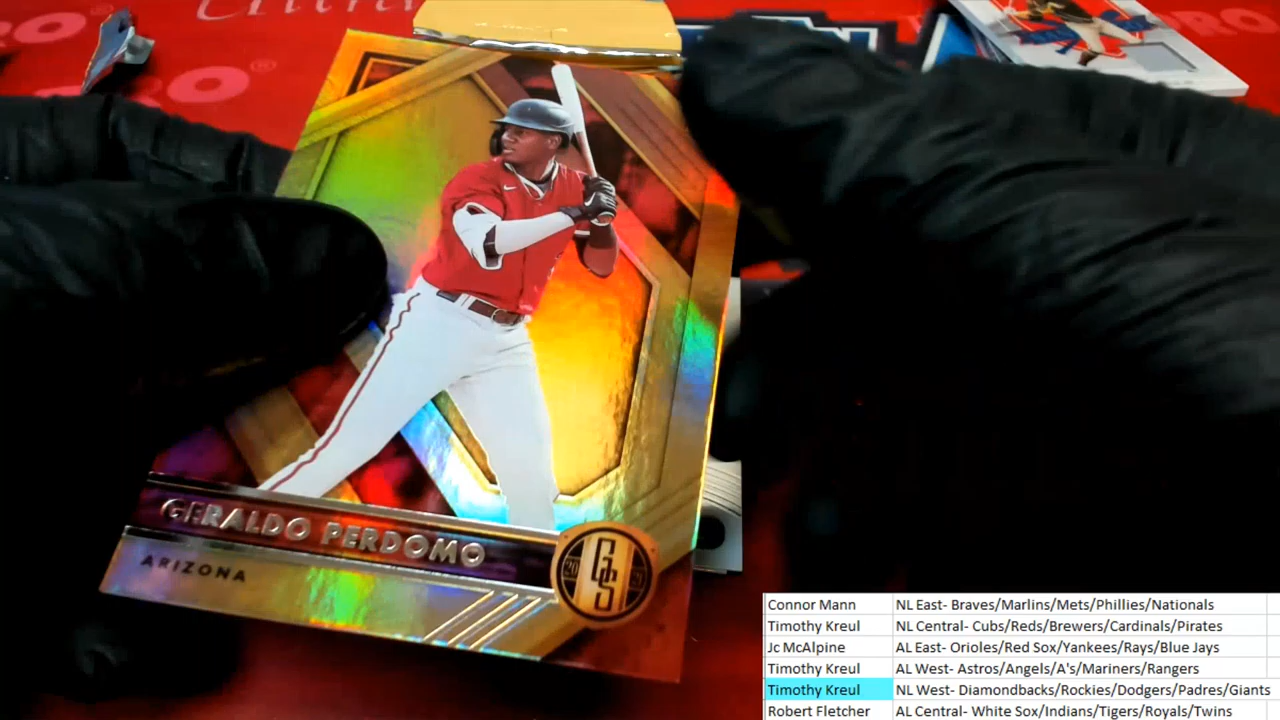 PRO
GERALDO PERDOMO
ARIZONA
20 GS 21
Connor Mann NL East- Braves/Marlins/Mets/Phillies/Nationals
Timothy Kreul NL Central- Cubs/Reds/Brewers/Cardinals/Pirates
Jc McAlpine AL East- Orioles/Red Sox/Yankees/Rays/Blue Jays
Timothy Kreul AL West- Astros/Angels/A's/Mariners/Rangers
Timothy Kreul NL West- Diamondbacks/Rockies/Dodgers/Padres/Giants
Robert Fletcher AL Central- White Sox/Indians/Tigers/Royals/Twins